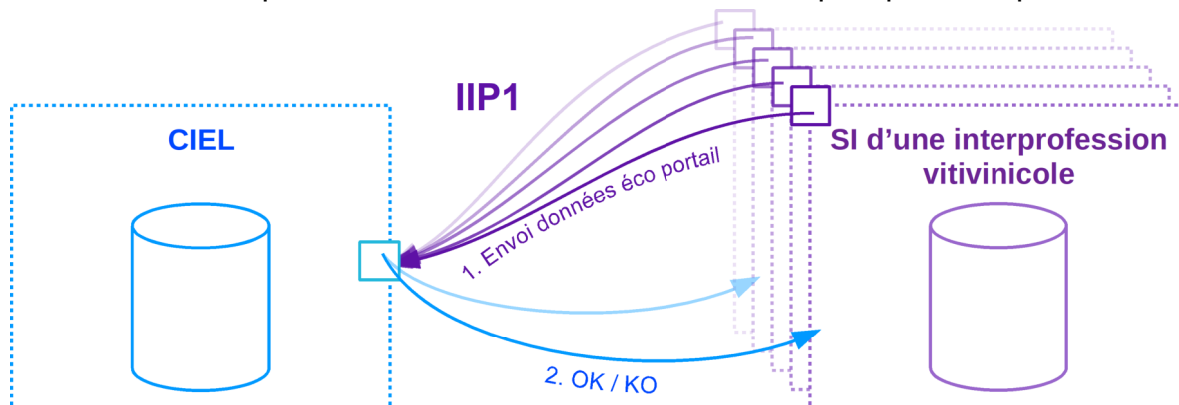 IIP1
CIEL
SI d’une interprofession
vitivinicole
1. Envoi données éco portail
2. OK / KO